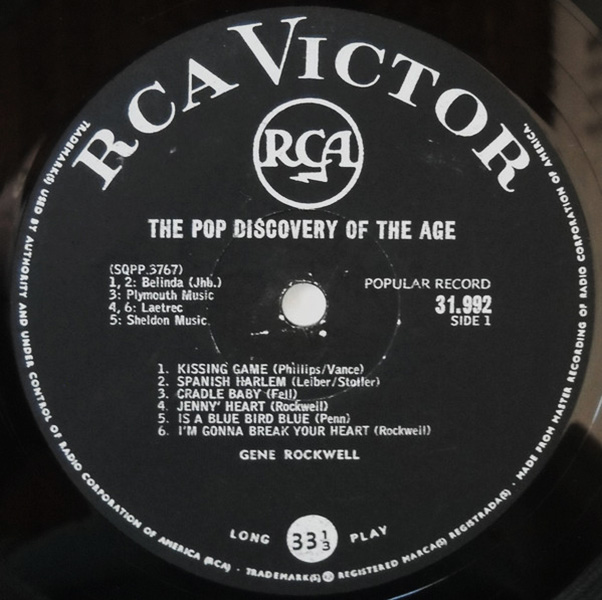 RCA VICTOR
RCA
THE POP DISCOVERY OF THE AGE
(SQPP 3767)
1, 2: Belinda (Jhb.)
3: Plymouth Music
4, 6: Laetrec
5: Sheldon Music
POPULAR RECORD
31.992
SIDE 1
1. KISSING GAME (Phillips/Vance)
2. SPANISH HARLEM (Leiber/Stoller)
3. CRADLE BABY (Fell)
4. JENNY' HEART (Rockwell)
5. IS A BLUE BIRD BLUE (Penn)
6. I'M GONNA BREAK YOUR HEART (Rockwell)
GENE ROCKWELL
LONG 33 1/3 PLAY
TRADEMARK(S) USED BY AUTHORITY AND UNDER CONTROL OF RADIO CORPORATION OF AMERICA (RCA) · TRADEMARK(S) ® REGISTERED MARCA(S) REGISTRADA(S) · MADE FROM MASTER RECORDING OF RADIO CORPORATION OF AMERICA.